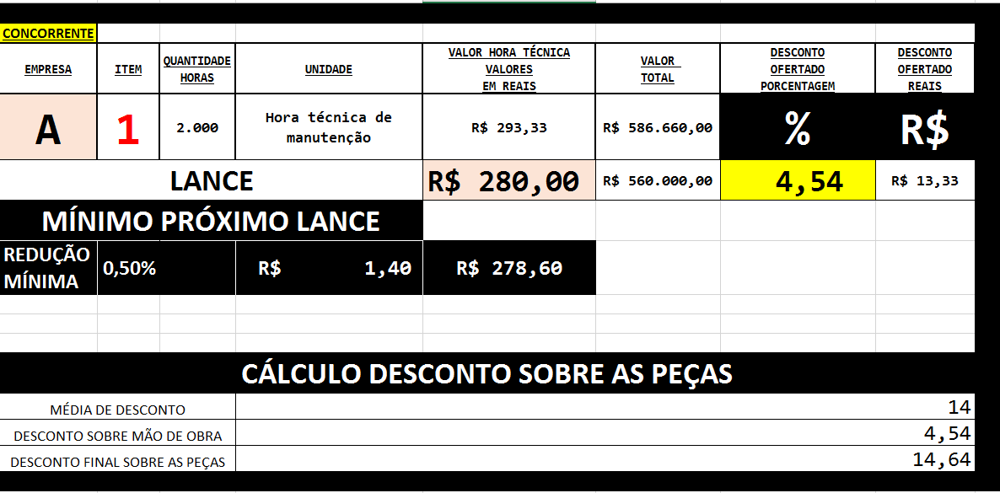 CONCORRENTE
EMPRESA
ITEM
QUANTIDADE
HORAS
UNIDADE
VALOR HORA TÉCNICA
VALORES
EM REAIS
VALOR
TOTAL
DESCONTO
OFERTADO
PORCENTAGEM
DESCONTO
OFERTADO
REAIS
A
1
2.000
Hora técnica de
manutenção
R$ 293,33
R$ 586.660,00
%
R$
LANCE
R$ 280,00
R$ 560.000,00
4,54
R$ 13,33
MÍNIMO PRÓXIMO LANCE
REDUÇÃO
MÍNIMA
0,50%
R$ 1,40
R$ 278,60
CÁLCULO DESCONTO SOBRE AS PEÇAS
MÉDIA DE DESCONTO
14
DESCONTO SOBRE MÃO DE OBRA
4,54
DESCONTO FINAL SOBRE AS PEÇAS
14,64